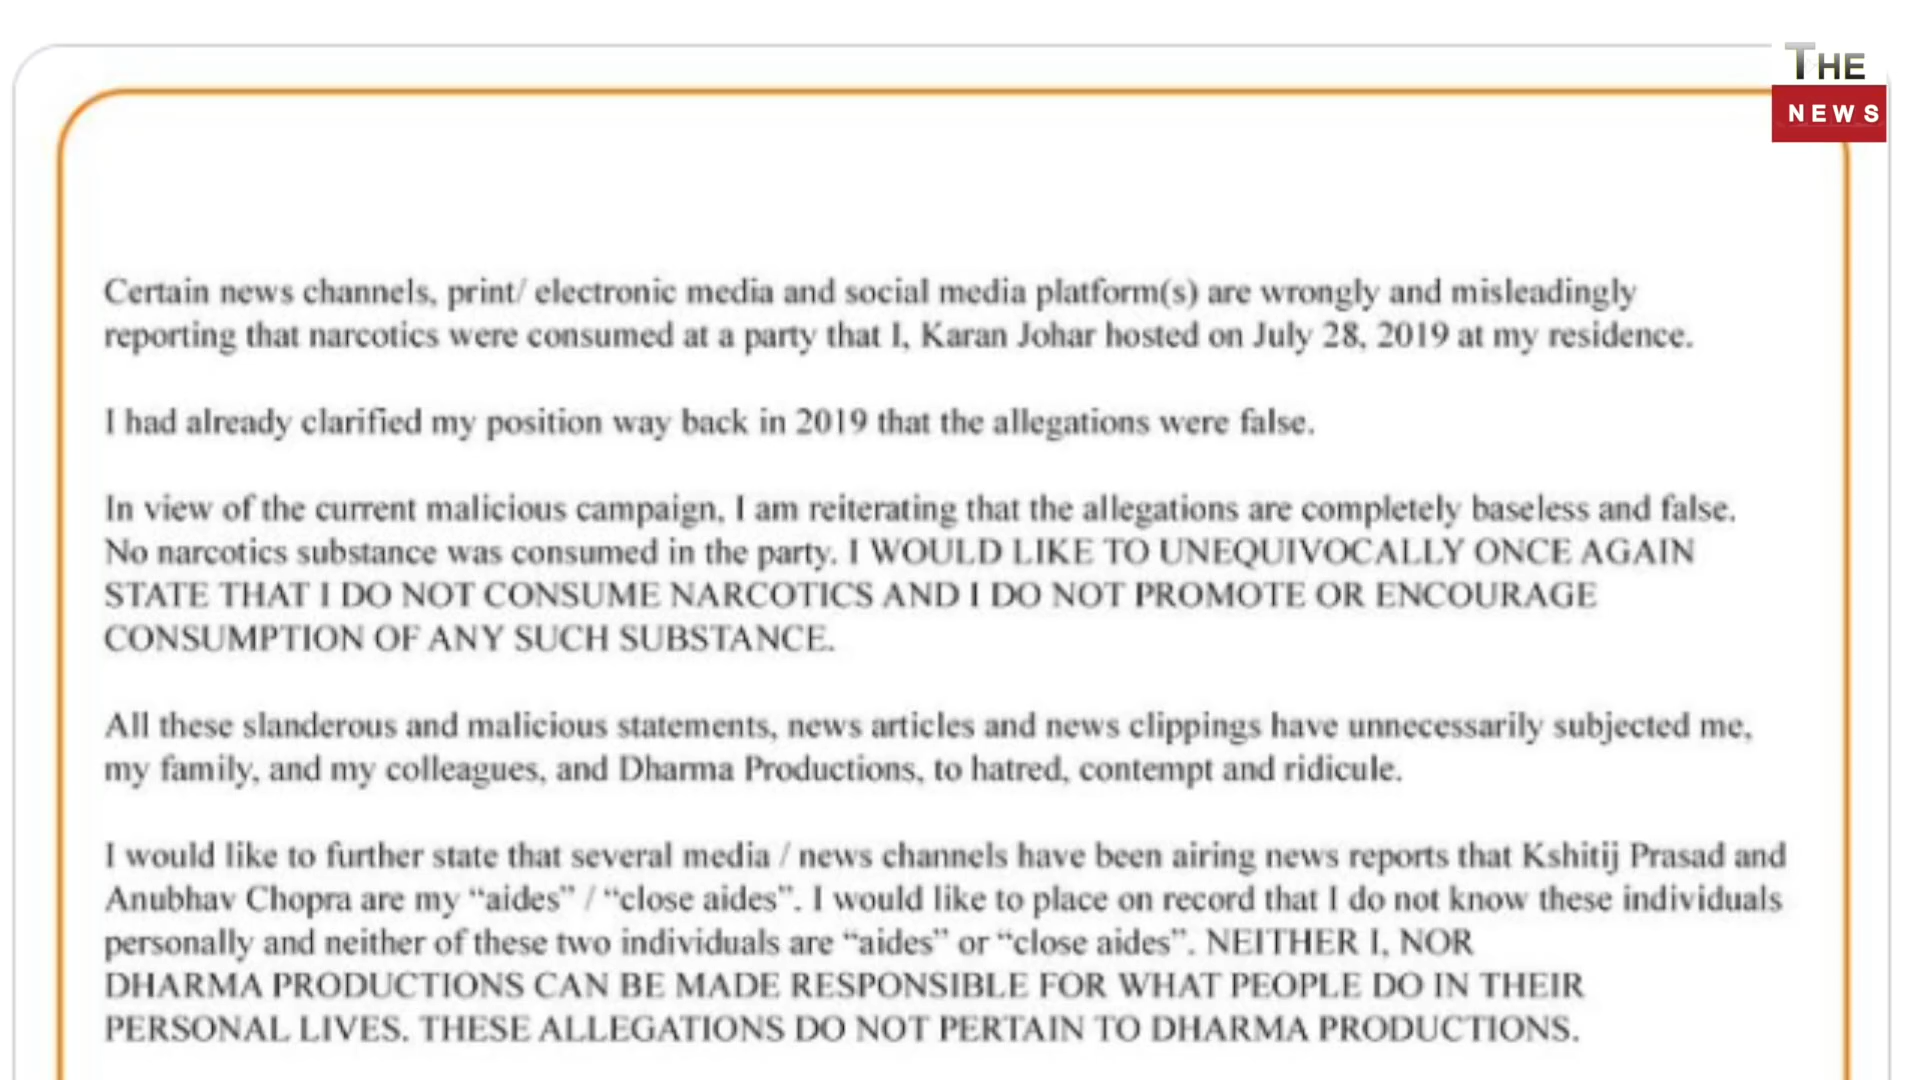 THE
NEWS
Certain news channels, print/ electronic media and social media platform(s) are wrongly and misleadingly
reporting that narcotics were consumed at a party that I, Karan Johar hosted on July 28, 2019 at my residence.
I had already clarified my position way back in 2019 that the allegations were false.
In view of the current malicious campaign, I am reiterating that the allegations are completely baseless and false.
No narcotics substance was consumed in the party. I WOULD LIKE TO UNEQUIVOCALLY ONCE AGAIN
STATE THAT I DO NOT CONSUME NARCOTICS AND I DO NOT PROMOTE OR ENCOURAGE
CONSUMPTION OF ANY SUCH SUBSTANCE.
All these slanderous and malicious statements, news articles and news clippings have unnecessarily subjected me,
my family, and my colleagues, and Dharma Productions, to hatred, contempt and ridicule.
I would like to further state that several media / news channels have been airing news reports that Kshitij Prasad and
Anubhav Chopra are my “aides” / “close aides”. I would like to place on record that I do not know these individuals
personally and neither of these two individuals are “aides” or “close aides”. NEITHER I, NOR
DHARMA PRODUCTIONS CAN BE MADE RESPONSIBLE FOR WHAT PEOPLE DO IN THEIR
PERSONAL LIVES. THESE ALLEGATIONS DO NOT PERTAIN TO DHARMA PRODUCTIONS.